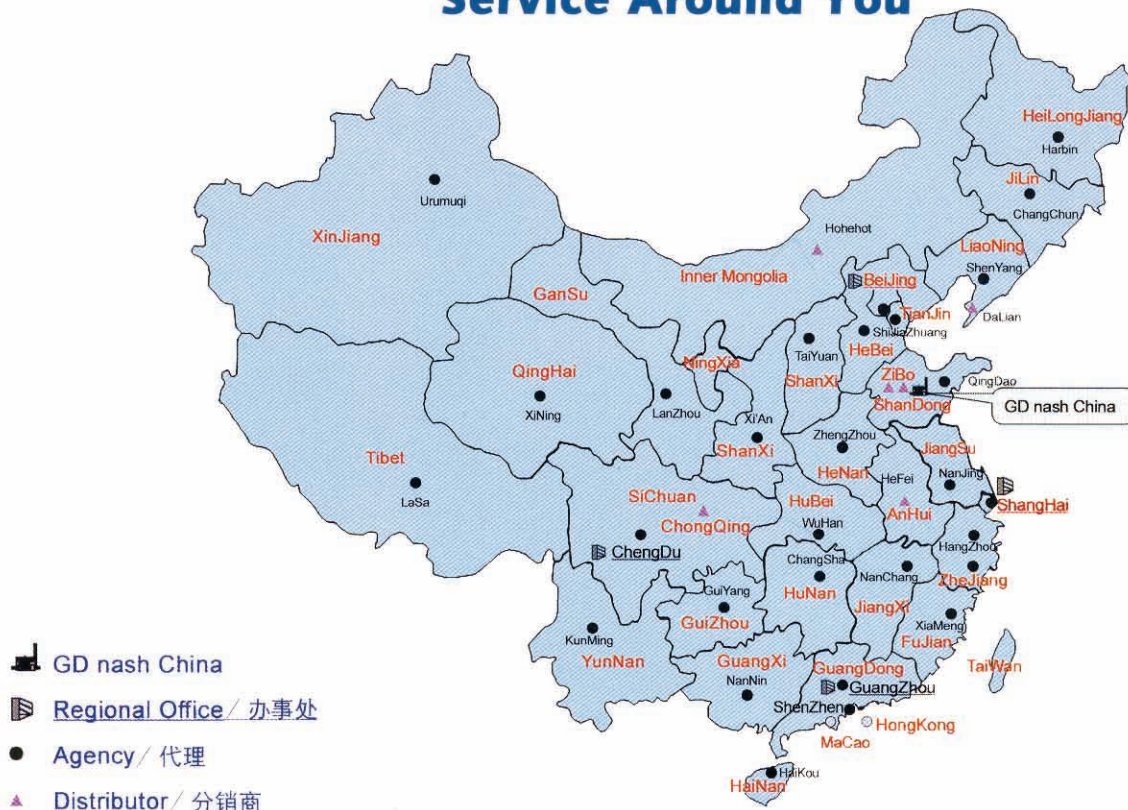 Service Around You
HeiLongJiang
Harbin
JiLin
ChangChun
Urumuqi
XinJiang
Hohehot
LiaoNing
ShenYang
Inner Mongolia
BeiJing
GanSu
TianJin
DaLian
ShiJiaZhuang
TaiYuan
HeBei
NingXia
QingHai
ShanXi
ZiBo
QingDao
XiNing
LanZhou
ShanDong
GD nash China
Xi'An
ZhengZhou
ShanXi
JiangSu
Tibet
HeNan
HeFei
NanJing
LaSa
SiChuan
HuBei
AnHui
ShangHai
ChongQing
WuHan
HangZhou
ChengDu
ChangSha
NanChang
ZheJiang
GuiYang
HuNan
JiangXi
GuiZhou
XiaMeng
KunMing
FuJian
YunNan
GuangXi
GuangDong
TaiWan
NanNin
GuangZhou
ShenZhen
HongKong
MaCao
HaiKou
HaiNan
GD nash China
Regional Office / 办事处
Agency / 代理
Distributor / 分销商